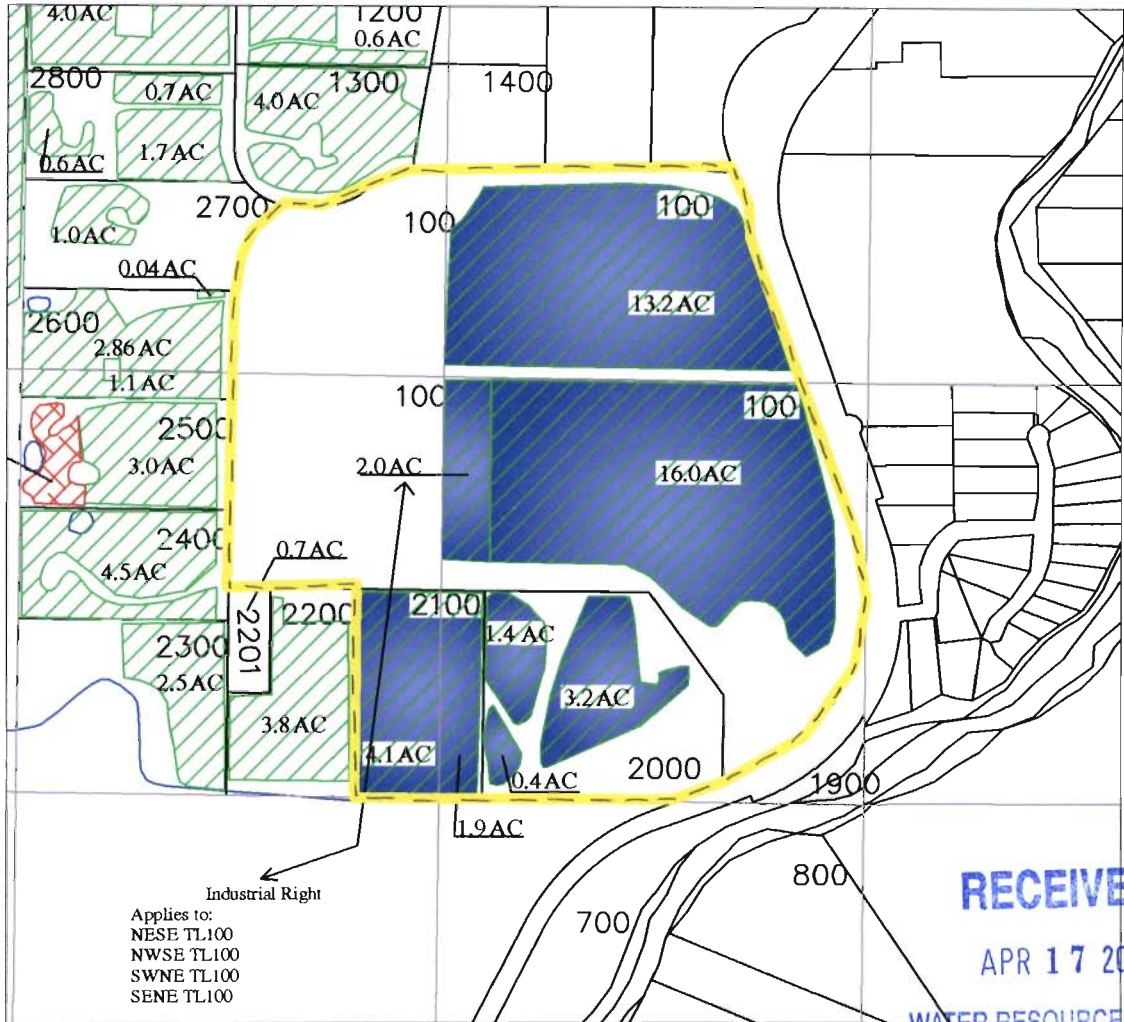 4.0AC
1200
0.6AC
2800
0.7AC
4.0AC
1300
1400
0.6AC
1.7AC
2700
100
100
1.0AC
0.04AC
13.2AC
2600
2.86AC
1.1AC
100
100
2500
3.0AC
2.0AC
16.0AC
2400
0.7AC
4.5AC
2201
2200
2100
1.4AC
2300
2.5AC
3.2AC
3.8AC
4.1AC
0.4AC
2000
1900
1.9AC
800
700
Industrial Right
Applies to:
NESE TL100
NWSE TL100
SWNE TL100
SENE TL100
RECEIVE
APR 17 20
WATER RESOURCE